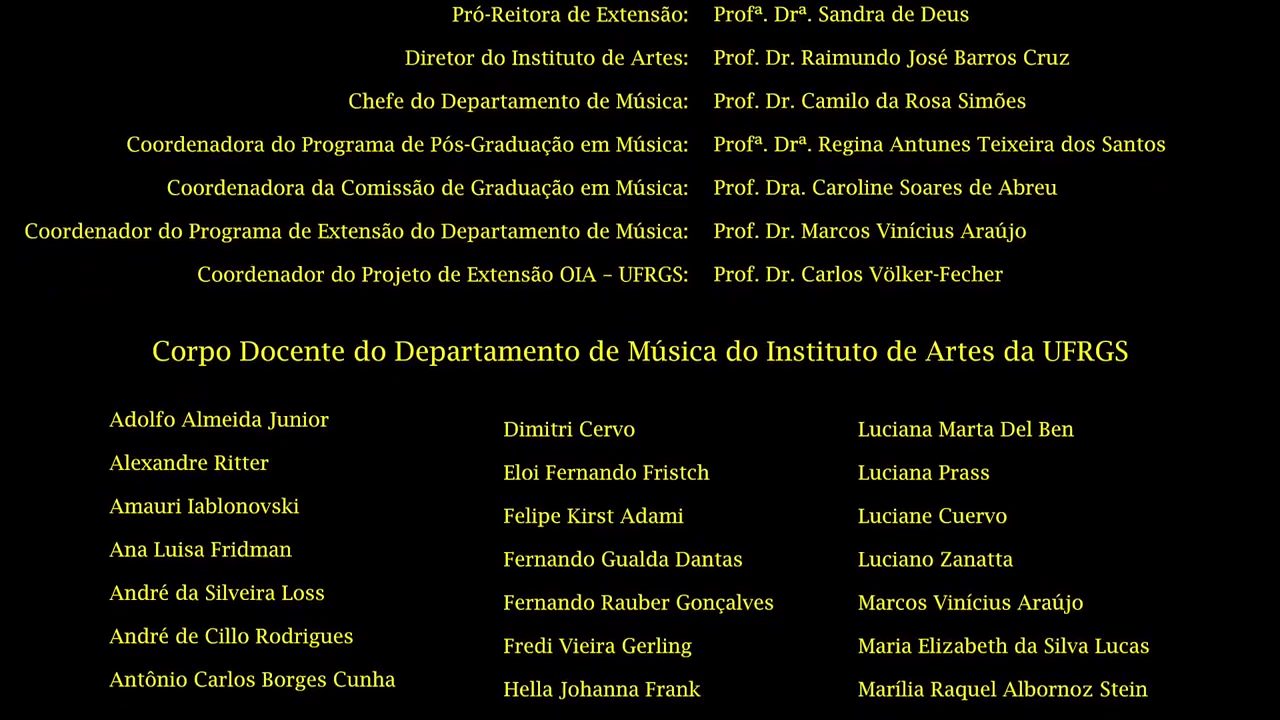 Pró-Reitora de Extensão: Profª. Drª. Sandra de Deus
Diretor do Instituto de Artes: Prof. Dr. Raimundo José Barros Cruz
Chefe do Departamento de Música: Prof. Dr. Camilo da Rosa Simões
Coordenadora do Programa de Pós-Graduação em Música: Profª. Drª. Regina Antunes Teixeira dos Santos
Coordenadora da Comissão de Graduação em Música: Prof. Dra. Caroline Soares de Abreu
Coordenador do Programa de Extensão do Departamento de Música: Prof. Dr. Marcos Vinícius Araújo
Coordenador do Projeto de Extensão OIA – UFRGS: Prof. Dr. Carlos Völker-Fecher
Corpo Docente do Departamento de Música do Instituto de Artes da UFRGS
Adolfo Almeida Junior
Alexandre Ritter
Amauri Iablonovski
Ana Luisa Fridman
André da Silveira Loss
André de Cillo Rodrigues
Antônio Carlos Borges Cunha
Dimitri Cervo
Eloi Fernando Fristch
Felipe Kirst Adami
Fernando Gualda Dantas
Fernando Rauber Gonçalves
Fredi Vieira Gerling
Hella Johanna Frank
Luciana Marta Del Ben
Luciana Prass
Luciane Cuervo
Luciano Zanatta
Marcos Vinícius Araújo
Maria Elizabeth da Silva Lucas
Marília Raquel Albornoz Stein